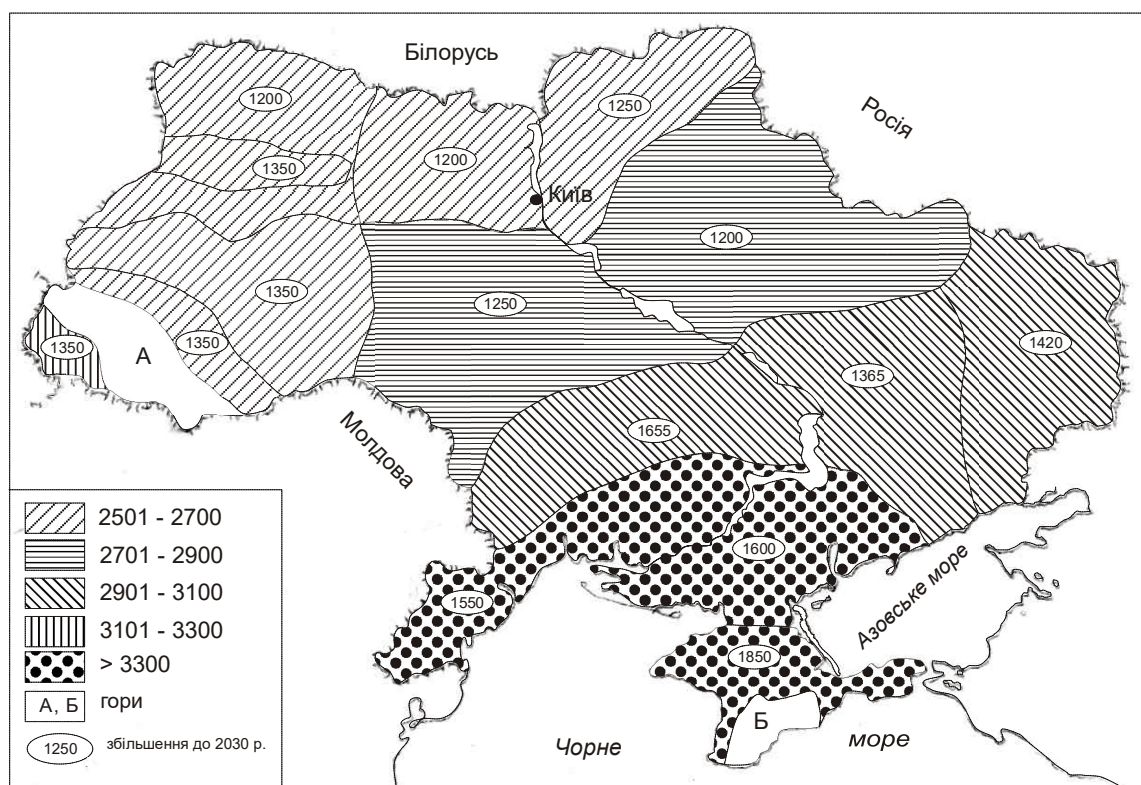 Білорусь
Росія
1200
1250
1350
1200
Київ
1200
1350
1250
1350
1350
А
1420
1365
1655
Молдова
1600
1550
1850
Азовське море
Б
Чорне
море
2501 - 2700
2701 - 2900
2901 - 3100
3101 - 3300
> 3300
А, Б гори
1250 збільшення до 2030 р.